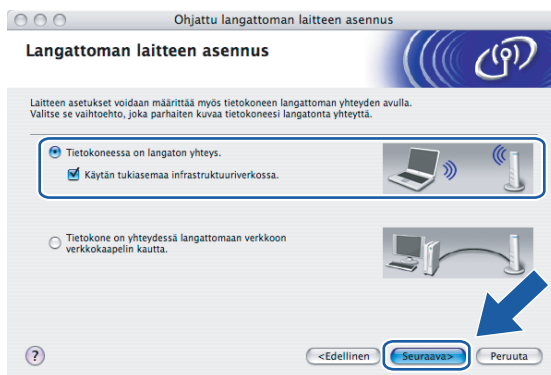 Ohjattu langattoman laitteen asennus
Langattoman laitteen asennus
Laitteen asetukset voidaan määrittää myös tietokoneen langattoman yhteyden avulla.
Valitse se vaihtoehto, joka parhaiten kuvaa tietokoneesi langatonta yhteyttä.
Tietokoneessa on langaton yhteys.
Käytän tukiasemaa infrastruktuuriverkossa.
Tietokone on yhteydessä langattomaan verkkoon
verkkokaapelin kautta.
?
<Edellinen
Seuraava>
Peruuta